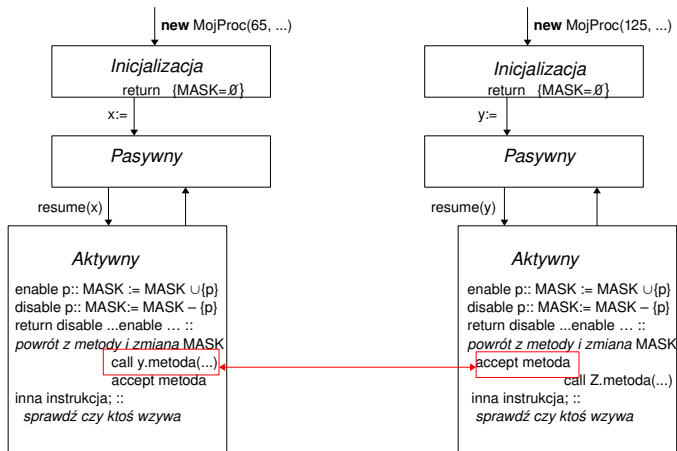 new MojProc(65, ...)
Inicjalizacja
return {MASK=Ø}
x:=
Pasywny
resume(x)
Aktywny
enable p:: MASK := MASK ∪{p}
disable p:: MASK:= MASK – {p}
return disable ...enable … ::
powrót z metody i zmiana MASK
call y.metoda(...)
accept metoda
inna instrukcja; ::
sprawdź czy ktoś wzywa
new MojProc(125, ...)
Inicjalizacja
return {MASK=Ø}
y:=
Pasywny
resume(y)
Aktywny
enable p:: MASK := MASK ∪{p}
disable p:: MASK:= MASK – {p}
return disable ...enable … ::
powrót z metody i zmiana MASK
accept metoda
call Z.metoda(...)
inna instrukcja; ::
sprawdź czy ktoś wzywa